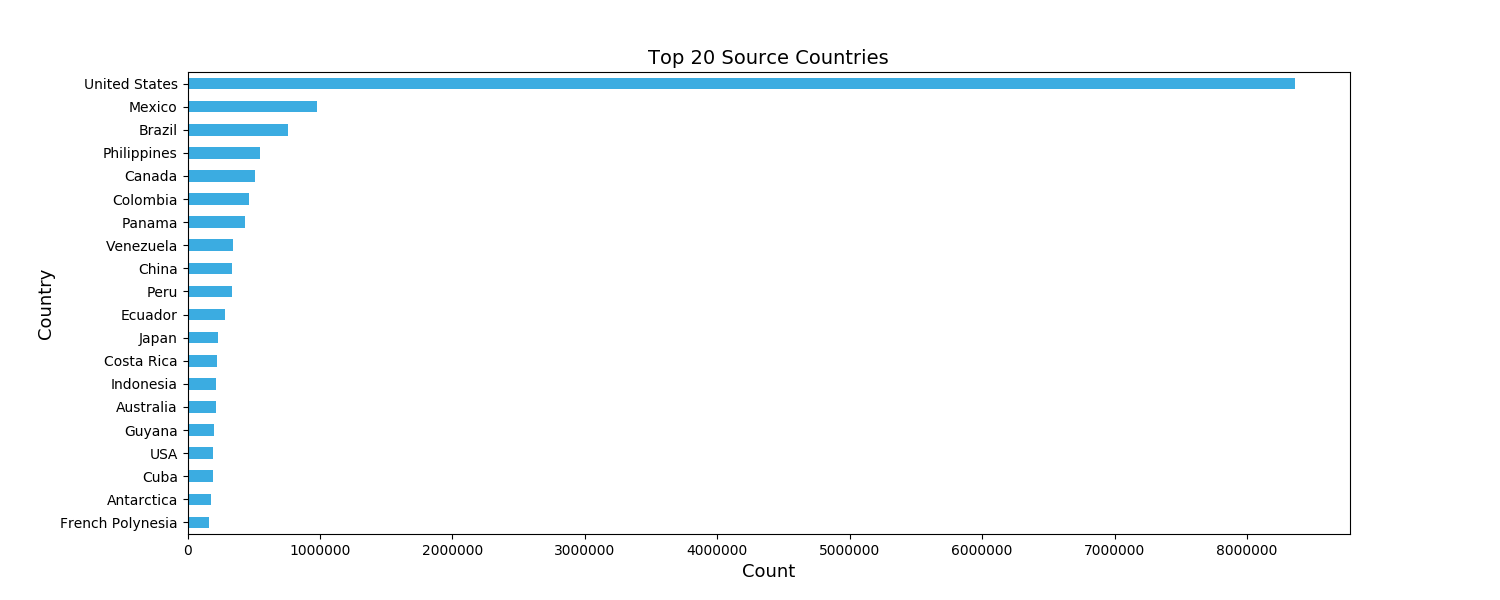 Top 20 Source Countries
United States
Mexico
Brazil
Philippines
Canada
Colombia
Panama
Venezuela
China
Peru
Ecuador
Japan
Costa Rica
Indonesia
Australia
Guyana
USA
Cuba
Antarctica
French Polynesia
Country
0 1000000 2000000 3000000 4000000 5000000 6000000 7000000 8000000
Count